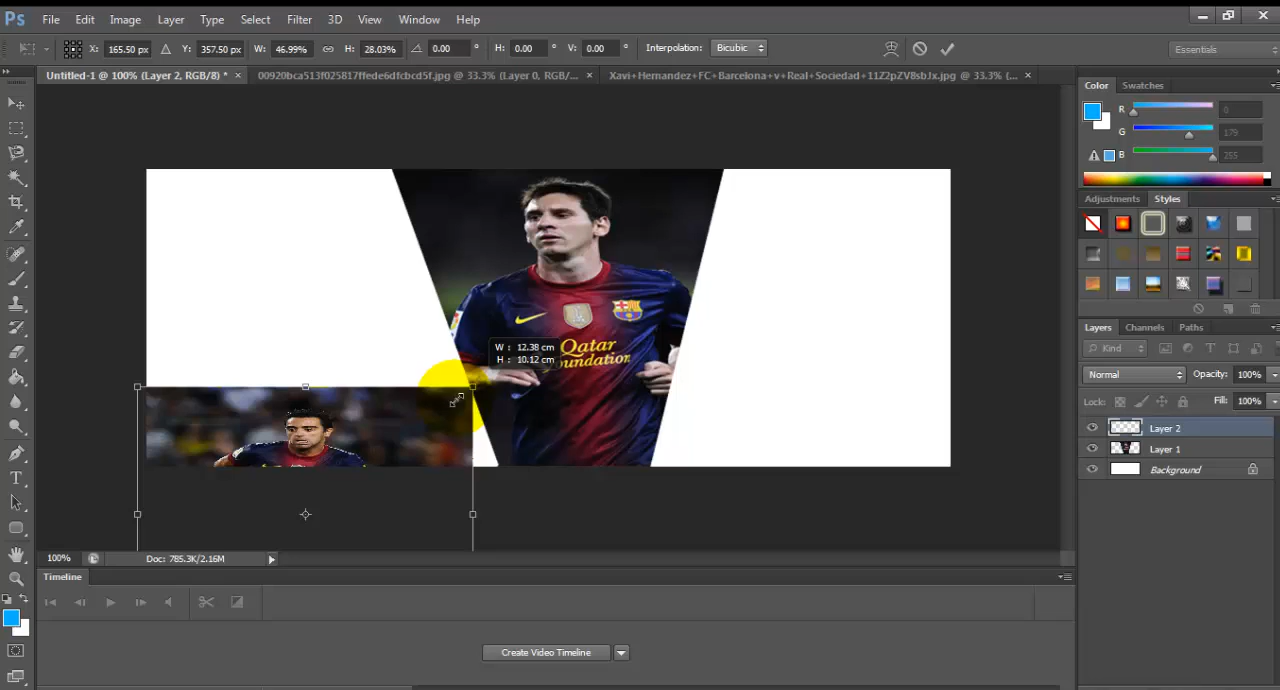 Ps File Edit Image Layer Type Select Filter 3D View Window Help
X: 165.50 px Y: 357.50 px W: 46.99% H: 28.03% 0.00 ° H: 0.00 ° V: 0.00 ° Interpolation: Bicubic Essentials
Untitled-1 @ 100% (Layer 2, RGB/8) * × 00920bca513f025817ffede6dfcbcd5f.jpg @ 33.3% (Layer 0, RGB/... × Xavi+Hernandez+FC+Barcelona+v+Real+Sociedad+11Z2pZV8sbJx.jpg @ 33.3% (... ×
Color Swatches
R 0
G 179
B 255
Adjustments Styles
W : 12.38 cm
H : 10.12 cm
Qatar
Foundation
Layers Channels Paths
Kind
Normal Opacity: 100%
Lock: Fill: 100%
Layer 2
Layer 1
Background
100% Doc: 785.3K/2.16M
Timeline
Create Video Timeline